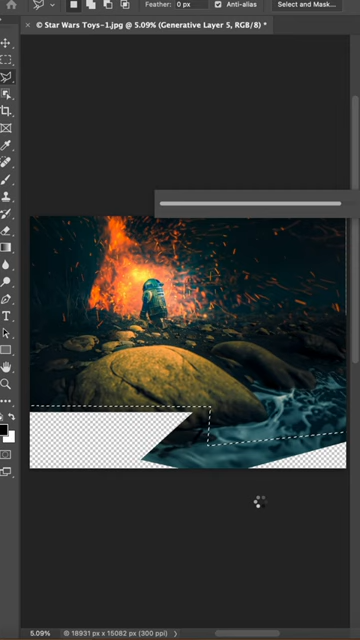 Feather: 0 px Anti-alias Select and Mask...
× © Star Wars Toys-1.jpg @ 5.09% (Generative Layer 5, RGB/8) *
T
5.09% 18931 px x 15082 px (300 ppi)